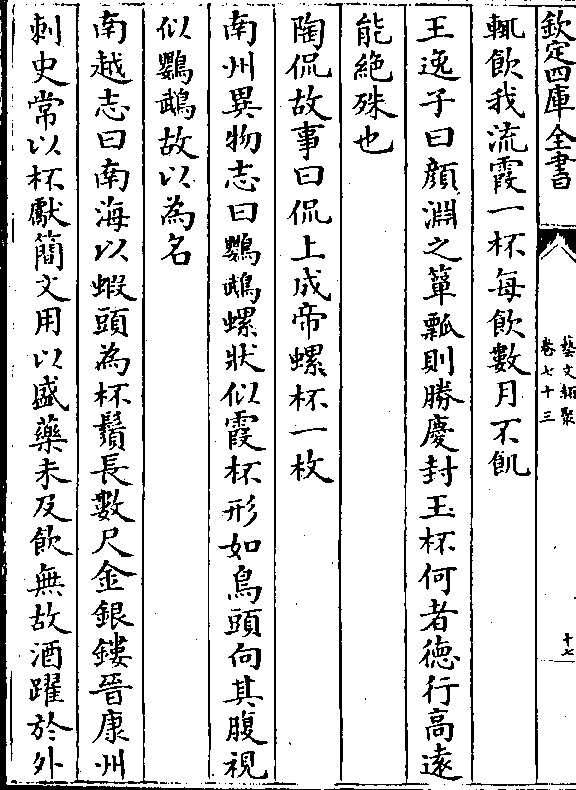 欽定四庫全書
藝文類聚
卷七十三
十七
輒飲我流霞一杯每飲數月不飢
王逸子曰顔淵之簞瓢則勝慶封玉杯何者徳行高逺
能絶殊也
陶侃故事曰侃上成帝螺杯一枚
南州異物志曰鸚鵡螺狀似霞杯形如鳥頭向其腹視
似鸚鵡故以為名
南越志曰南海以蝦頭為杯鬚長數尺金銀鏤晉康州
刺史常以杯獻簡文用以盛藥未及飲無故酒躍於外